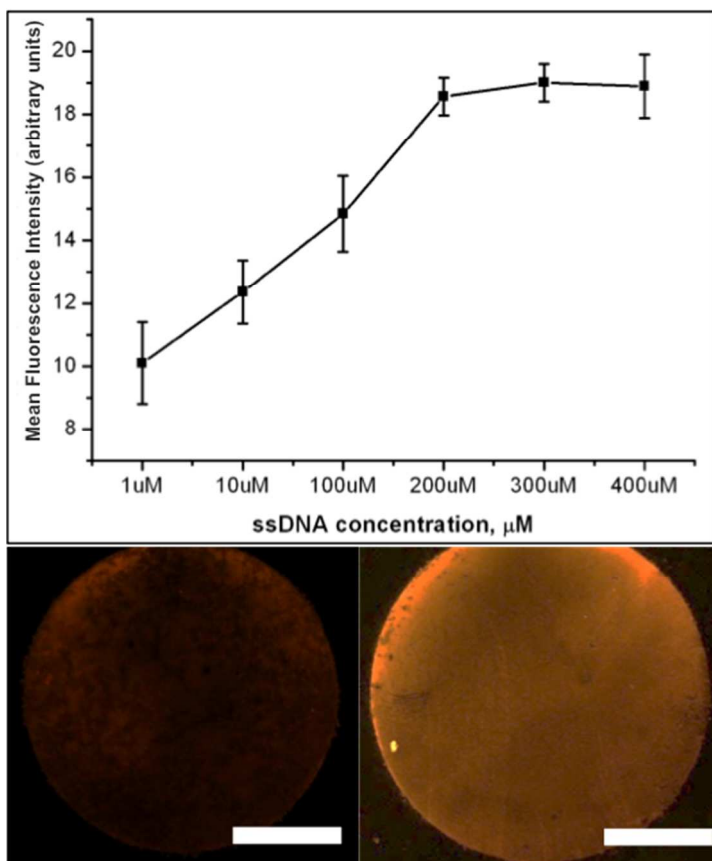 Mean Fluorescence Intensity (arbitrary units)
20
18
16
14
12
10
8
1uM 10uM 100uM 200uM 300uM 400uM
ssDNA concentration, μM